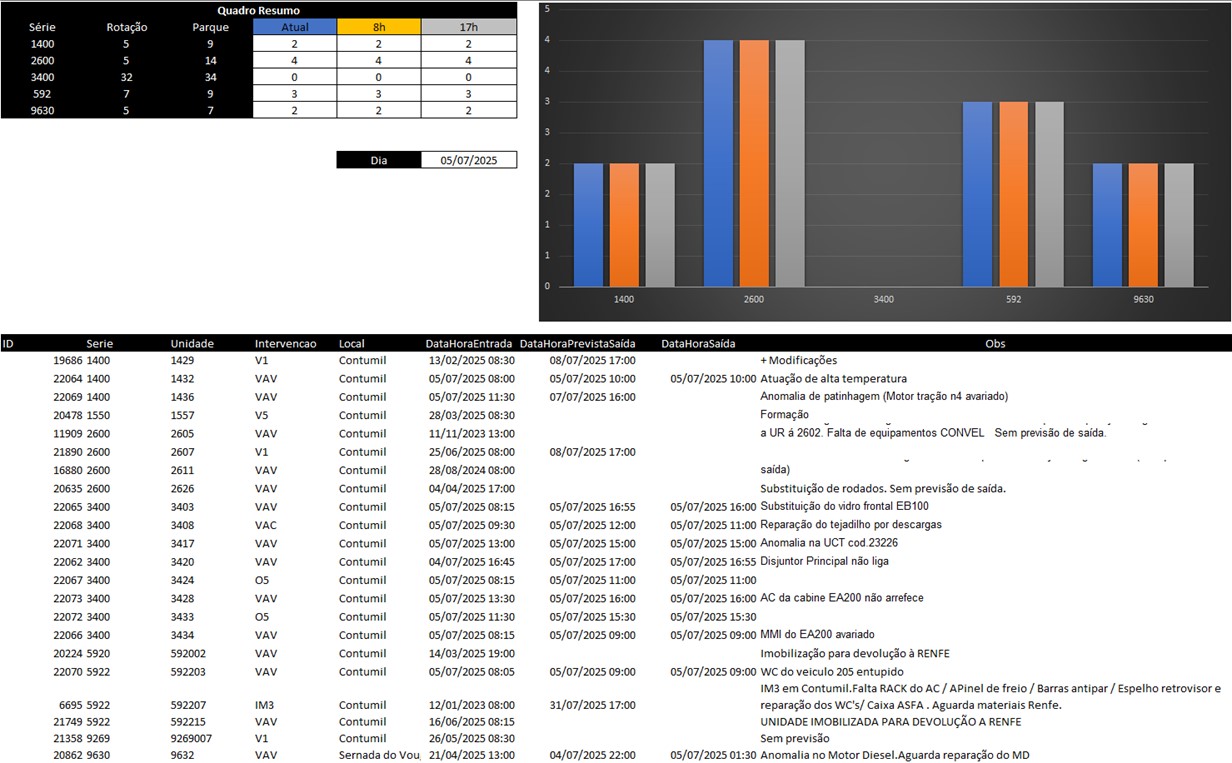 Quadro Resumo
Série Rotação Parque Atual 8h 17h
1400 5 9 2 2 2
2600 5 14 4 4 4
3400 32 34 0 0 0
592 7 9 3 3 3
9630 5 7 2 2 2
Dia 05/07/2025
5
4
4
3
3
2
2
1
1
0
1400 2600 3400 592 9630
ID Serie Unidade Intervencao Local DataHoraEntrada DataHoraPrevistaSaída DataHoraSaída Obs
19686 1400 1429 V1 Contumil 13/02/2025 08:30 08/07/2025 17:00 + Modificações
22064 1400 1432 VAV Contumil 05/07/2025 08:00 05/07/2025 10:00 05/07/2025 10:00 Atuação de alta temperatura
22069 1400 1436 VAV Contumil 05/07/2025 11:30 07/07/2025 16:00 Anomalia de patinhagem (Motor tração n4 avariado)
20478 1550 1557 V5 Contumil 28/03/2025 08:30 Formação
11909 2600 2605 VAV Contumil 11/11/2023 13:00 a UR á 2602. Falta de equipamentos CONVEL Sem previsão de saída.
21890 2600 2607 V1 Contumil 25/06/2025 08:00 08/07/2025 17:00
16880 2600 2611 VAV Contumil 28/08/2024 08:00 saída)
20635 2600 2626 VAV Contumil 04/04/2025 17:00 Substituição de rodados. Sem previsão de saída.
22065 3400 3403 VAV Contumil 05/07/2025 08:15 05/07/2025 16:55 05/07/2025 16:00 Substituição do vidro frontal EB100
22068 3400 3408 VAC Contumil 05/07/2025 09:30 05/07/2025 12:00 05/07/2025 11:00 Reparação do tejadilho por descargas
22071 3400 3417 VAV Contumil 05/07/2025 13:00 05/07/2025 15:00 05/07/2025 15:00 Anomalia na UCT cod.23226
22062 3400 3420 VAV Contumil 04/07/2025 16:45 05/07/2025 17:00 05/07/2025 16:55 Disjuntor Principal não liga
22067 3400 3424 O5 Contumil 05/07/2025 08:15 05/07/2025 11:00 05/07/2025 11:00
22073 3400 3428 VAV Contumil 05/07/2025 13:30 05/07/2025 16:00 05/07/2025 16:00 AC da cabine EA200 não arrefece
22072 3400 3433 O5 Contumil 05/07/2025 11:30 05/07/2025 15:30 05/07/2025 15:30
22066 3400 3434 VAV Contumil 05/07/2025 08:15 05/07/2025 09:00 05/07/2025 09:00 MMI do EA200 avariado
20224 5920 592002 VAV Contumil 14/03/2025 19:00 Imobilização para devolução à RENFE
22070 5922 592203 VAV Contumil 05/07/2025 08:05 05/07/2025 09:00 05/07/2025 09:00 WC do veiculo 205 entupido
IM3 em Contumil.Falta RACK do AC / APinel de freio / Barras antipar / Espelho retrovisor e
6695 5922 592207 IM3 Contumil 12/01/2023 08:00 31/07/2025 17:00 reparação dos WC's/ Caixa ASFA . Aguarda materiais Renfe.
21749 5922 592215 VAV Contumil 16/06/2025 08:15 UNIDADE IMOBILIZADA PARA DEVOLUÇÃO A RENFE
21358 9269 9269007 V1 Contumil 26/05/2025 08:30 Sem previsão
20862 9630 9632 VAV Sernada do Vou 21/04/2025 13:00 04/07/2025 22:00 05/07/2025 01:30 Anomalia no Motor Diesel.Aguarda reparação do MD